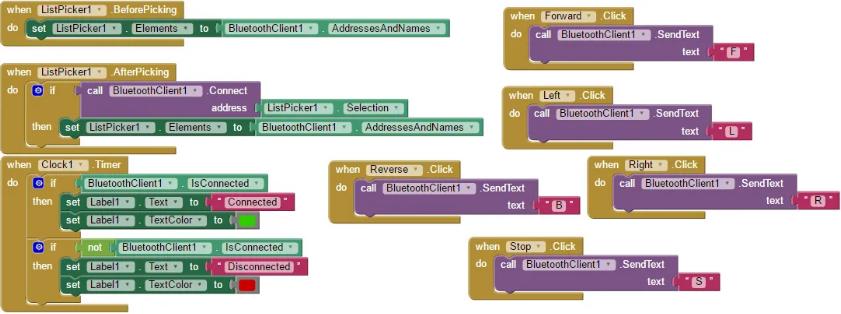 when ListPicker1 .BeforePicking
do set ListPicker1 . Elements to BluetoothClient1 . AddressesAndNames
when ListPicker1 .AfterPicking
do if call BluetoothClient1 .Connect
address ListPicker1 . Selection
then set ListPicker1 . Elements to BluetoothClient1 . AddressesAndNames
when Clock1 .Timer
do if BluetoothClient1 . IsConnected
then set Label1 . Text to " Connected "
set Label1 . TextColor to
if not BluetoothClient1 . IsConnected
then set Label1 . Text to " Disconnected "
set Label1 . TextColor to
when Forward .Click
do call BluetoothClient1 .SendText
text " F "
when Left .Click
do call BluetoothClient1 .SendText
text " L "
when Reverse .Click
do call BluetoothClient1 .SendText
text " B "
when Right .Click
do call BluetoothClient1 .SendText
text " R "
when Stop .Click
do call BluetoothClient1 .SendText
text " S "